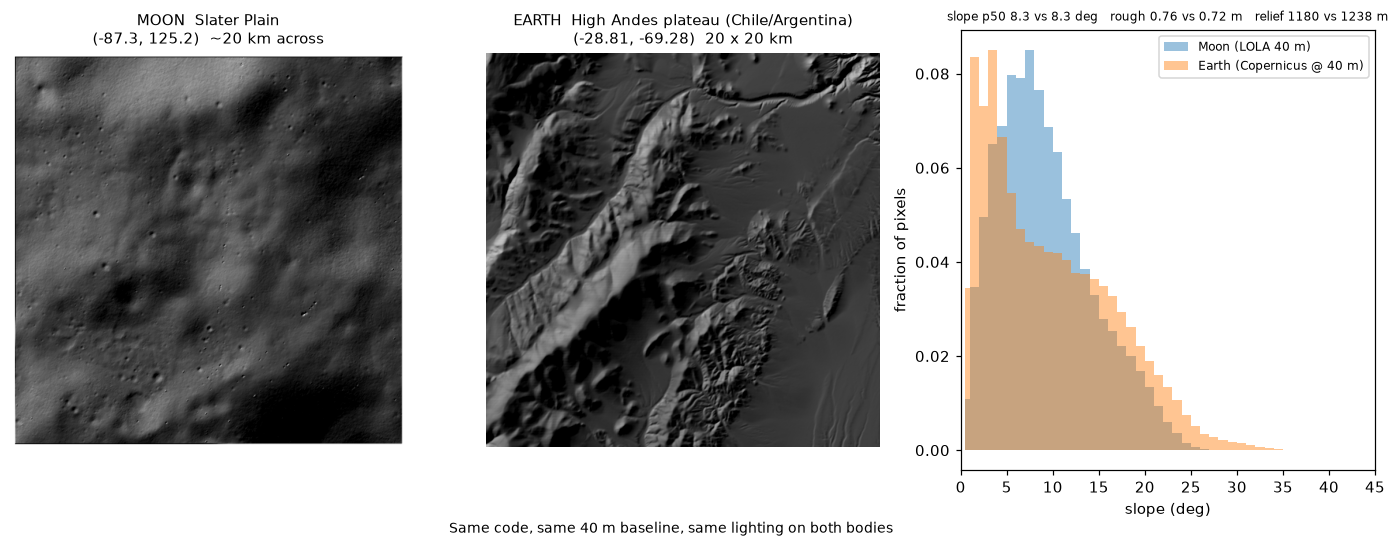 MOON  Slater Plain
(-87.3, 125.2)  ~20 km across
EARTH  High Andes plateau (Chile/Argentina)
(-28.81, -69.28)  20 x 20 km
slope p50 8.3 vs 8.3 deg   rough 0.76 vs 0.72 m   relief 1180 vs 1238 m
Moon (LOLA 40 m)
Earth (Copernicus @ 40 m)
fraction of pixels
0.08
0.06
0.04
0.02
0.00
0 5 10 15 20 25 30 35 40 45
slope (deg)
Same code, same 40 m baseline, same lighting on both bodies